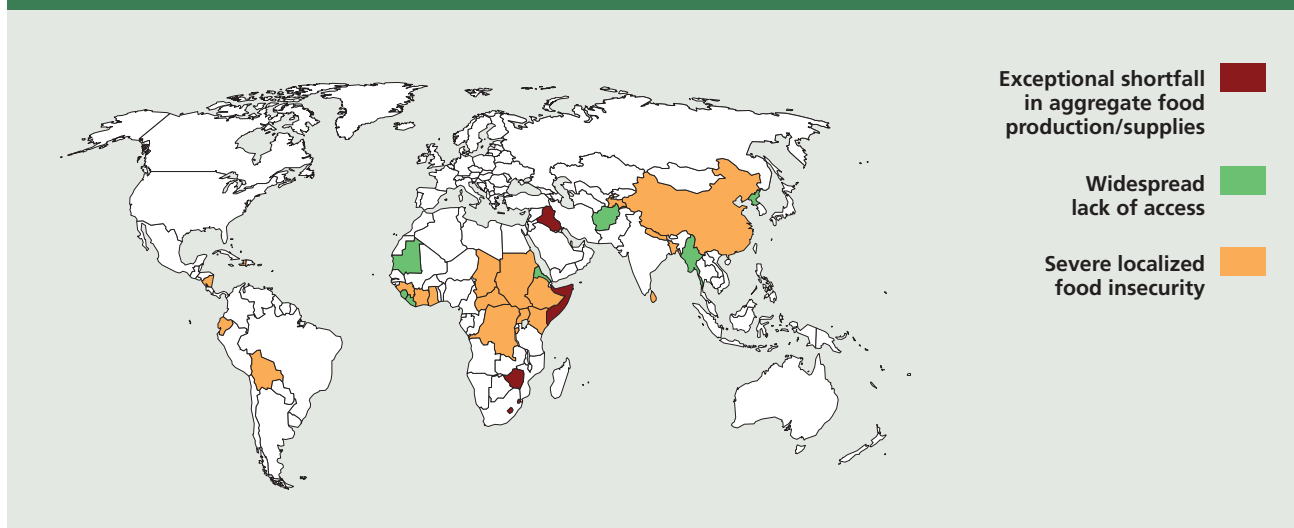 Exceptional shortfall
in aggregate food
production/supplies
Widespread
lack of access
Severe localized
food insecurity